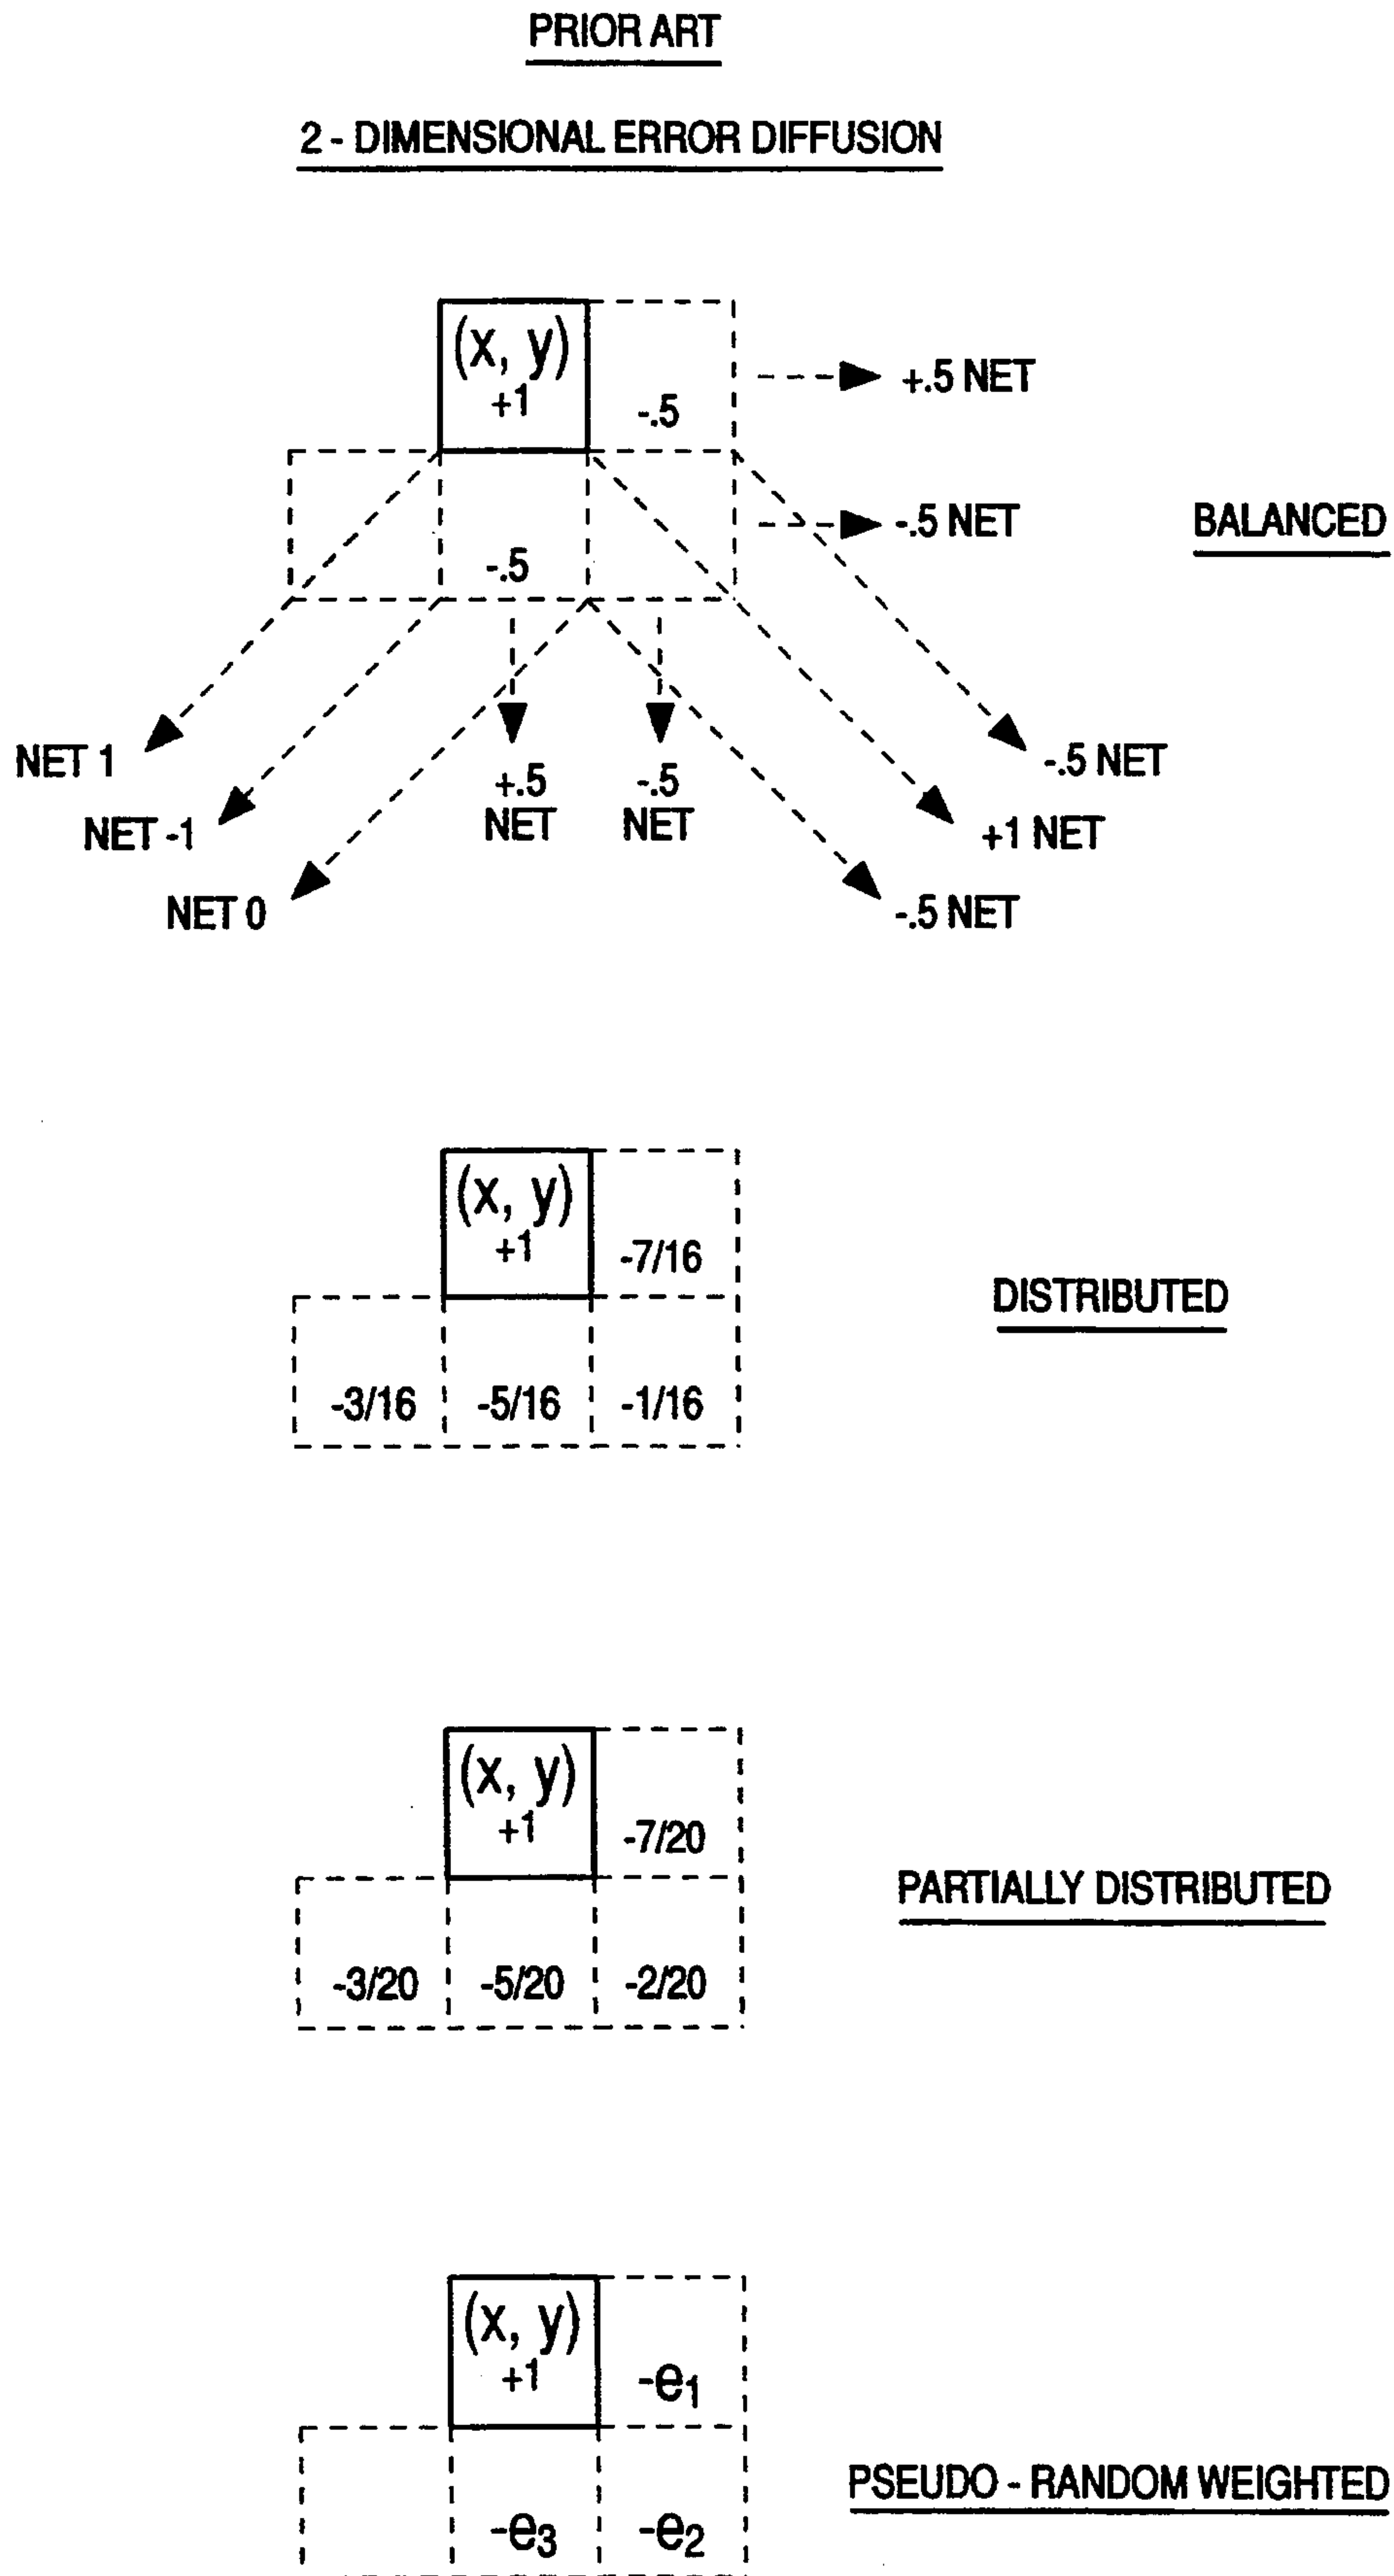 PRIOR ART
2 - DIMENSIONAL ERROR DIFFUSION
(x, y)
+1
-.5
+.5 NET
-.5 NET
BALANCED
-.5
NET 1
NET -1
NET 0
+.5
NET
-.5
NET
-.5 NET
+1 NET
-.5 NET
(x, y)
+1
-7/16
DISTRIBUTED
-3/16 -5/16 -1/16
(x, y)
+1
-7/20
PARTIALLY DISTRIBUTED
-3/20 -5/20 -2/20
(x, y)
+1
-e1
PSEUDO - RANDOM WEIGHTED
-e3 -e2